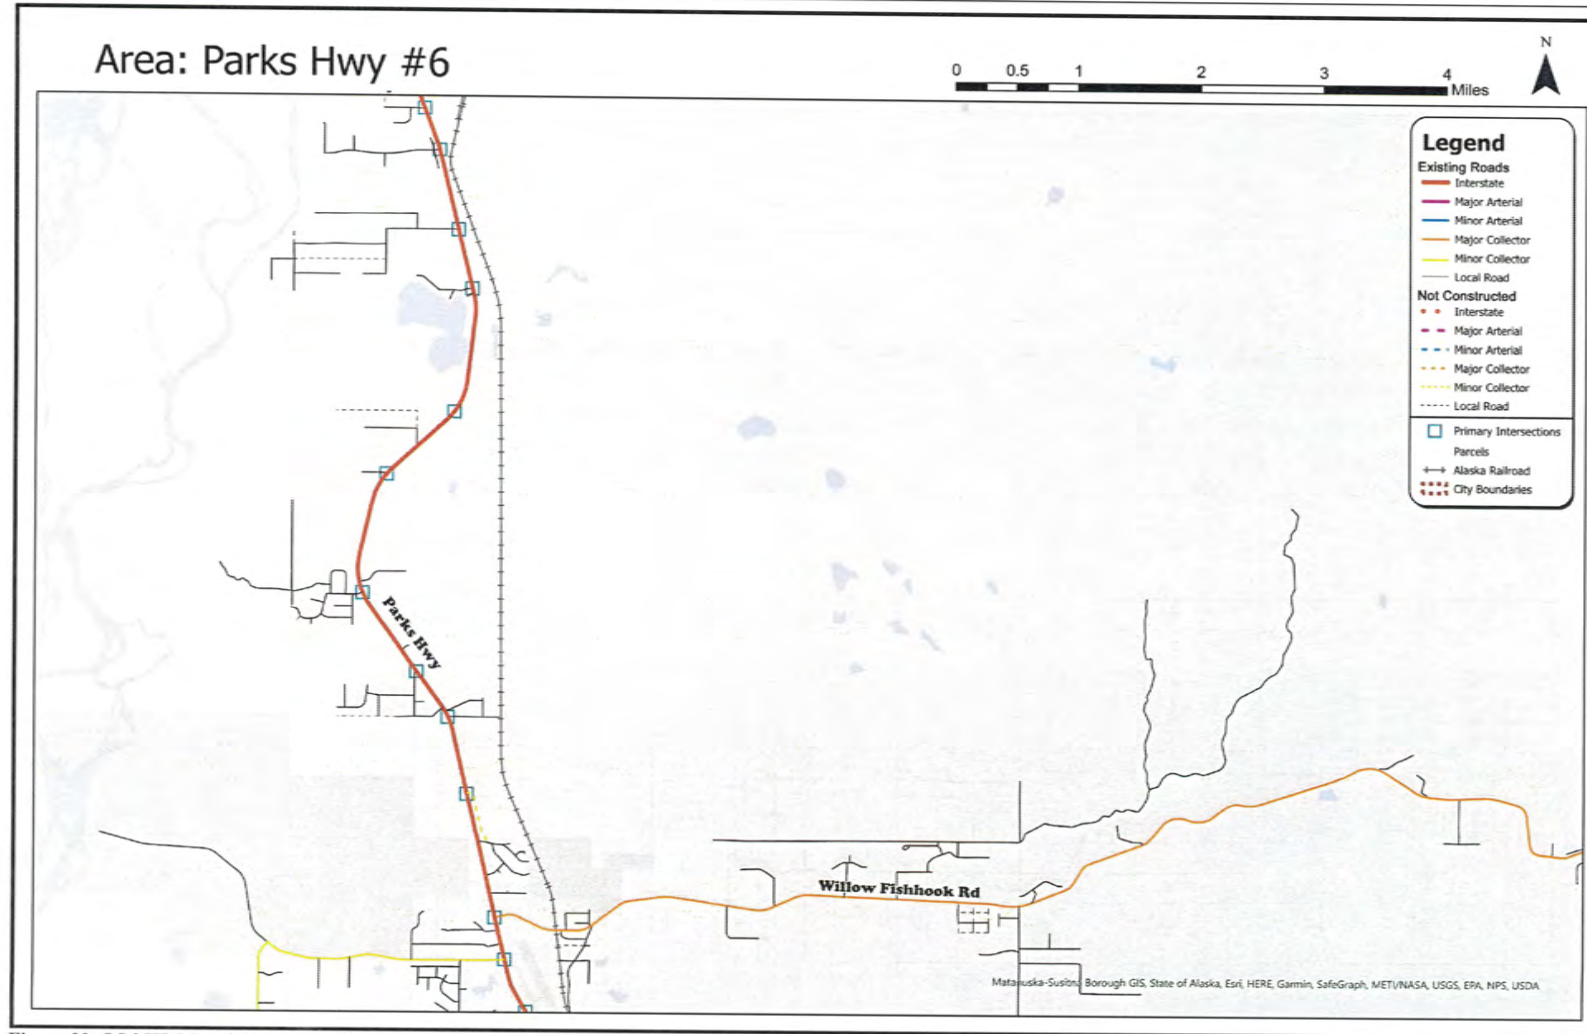 Area: Parks Hwy #6
0 0.5 1 2 3 4
Miles
N
Legend
Existing Roads
Interstate
Major Arterial
Minor Arterial
Major Collector
Minor Collector
Local Road
Not Constructed
Interstate
Major Arterial
Minor Arterial
Major Collector
Minor Collector
Local Road
Primary Intersections
Parcels
Alaska Railroad
City Boundaries
Parks Hwy
Willow Fishhook Rd
Matanuska-Susitna Borough GIS, State of Alaska, Esri, HERE, Garmin, SafeGraph, METI/NASA, USGS, EPA, NPS, USDA